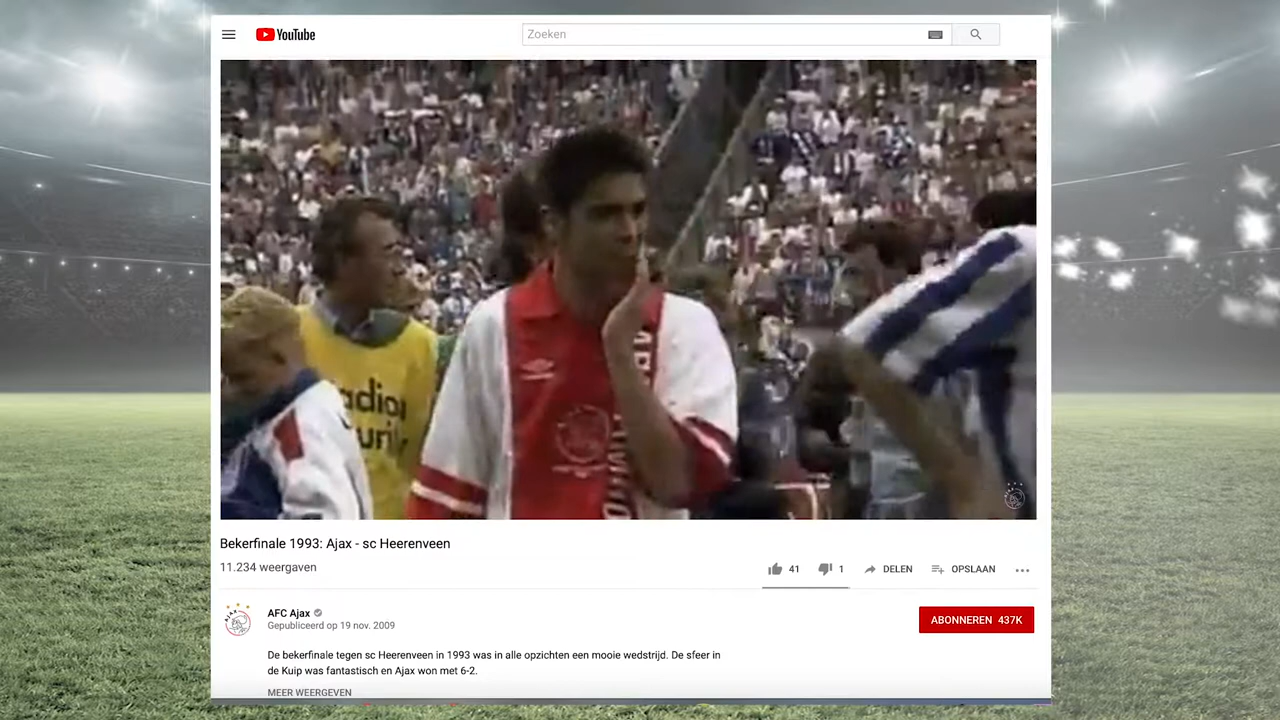 YouTube
Zoeken
adion
urity
Bekerfinale 1993: Ajax - sc Heerenveen
11.234 weergaven
41
1
DELEN
OPSLAAN
AFC Ajax
Gepubliceerd op 19 nov. 2009
ABONNEREN 437K
De bekerfinale tegen sc Heerenveen in 1993 was in alle opzichten een mooie wedstrijd. De sfeer in
de Kuip was fantastisch en Ajax won met 6-2.
MEER WEERGEVEN